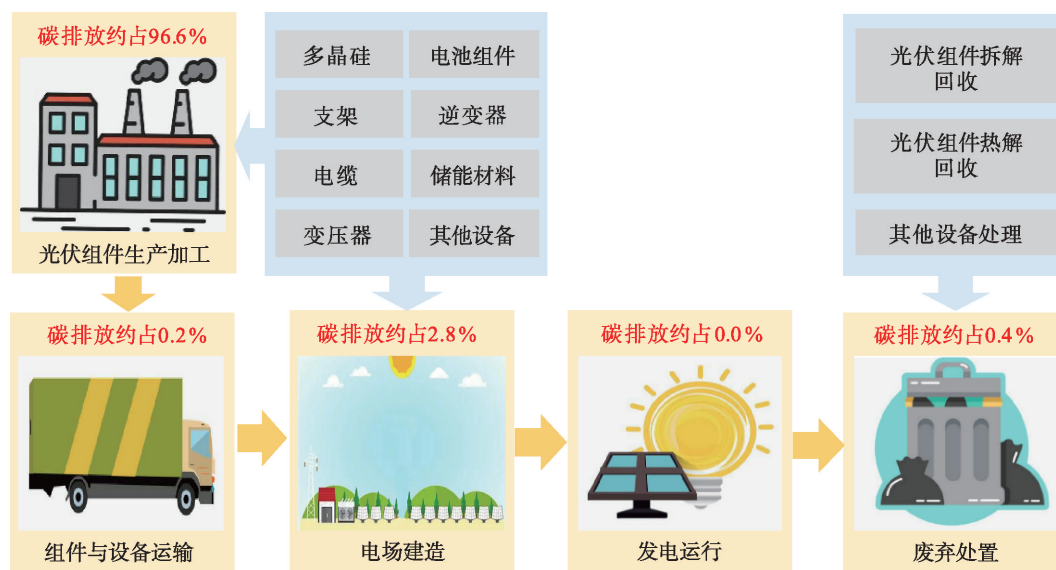 碳排放约占96.6%
光伏组件生产加工
多晶硅
电池组件
支架
逆变器
电缆
储能材料
变压器
其他设备
光伏组件拆解
回收
光伏组件热解
回收
其他设备处理
碳排放约占0.2%
组件与设备运输
碳排放约占2.8%
电场建造
碳排放约占0.0%
发电运行
碳排放约占0.4%
废弃处置